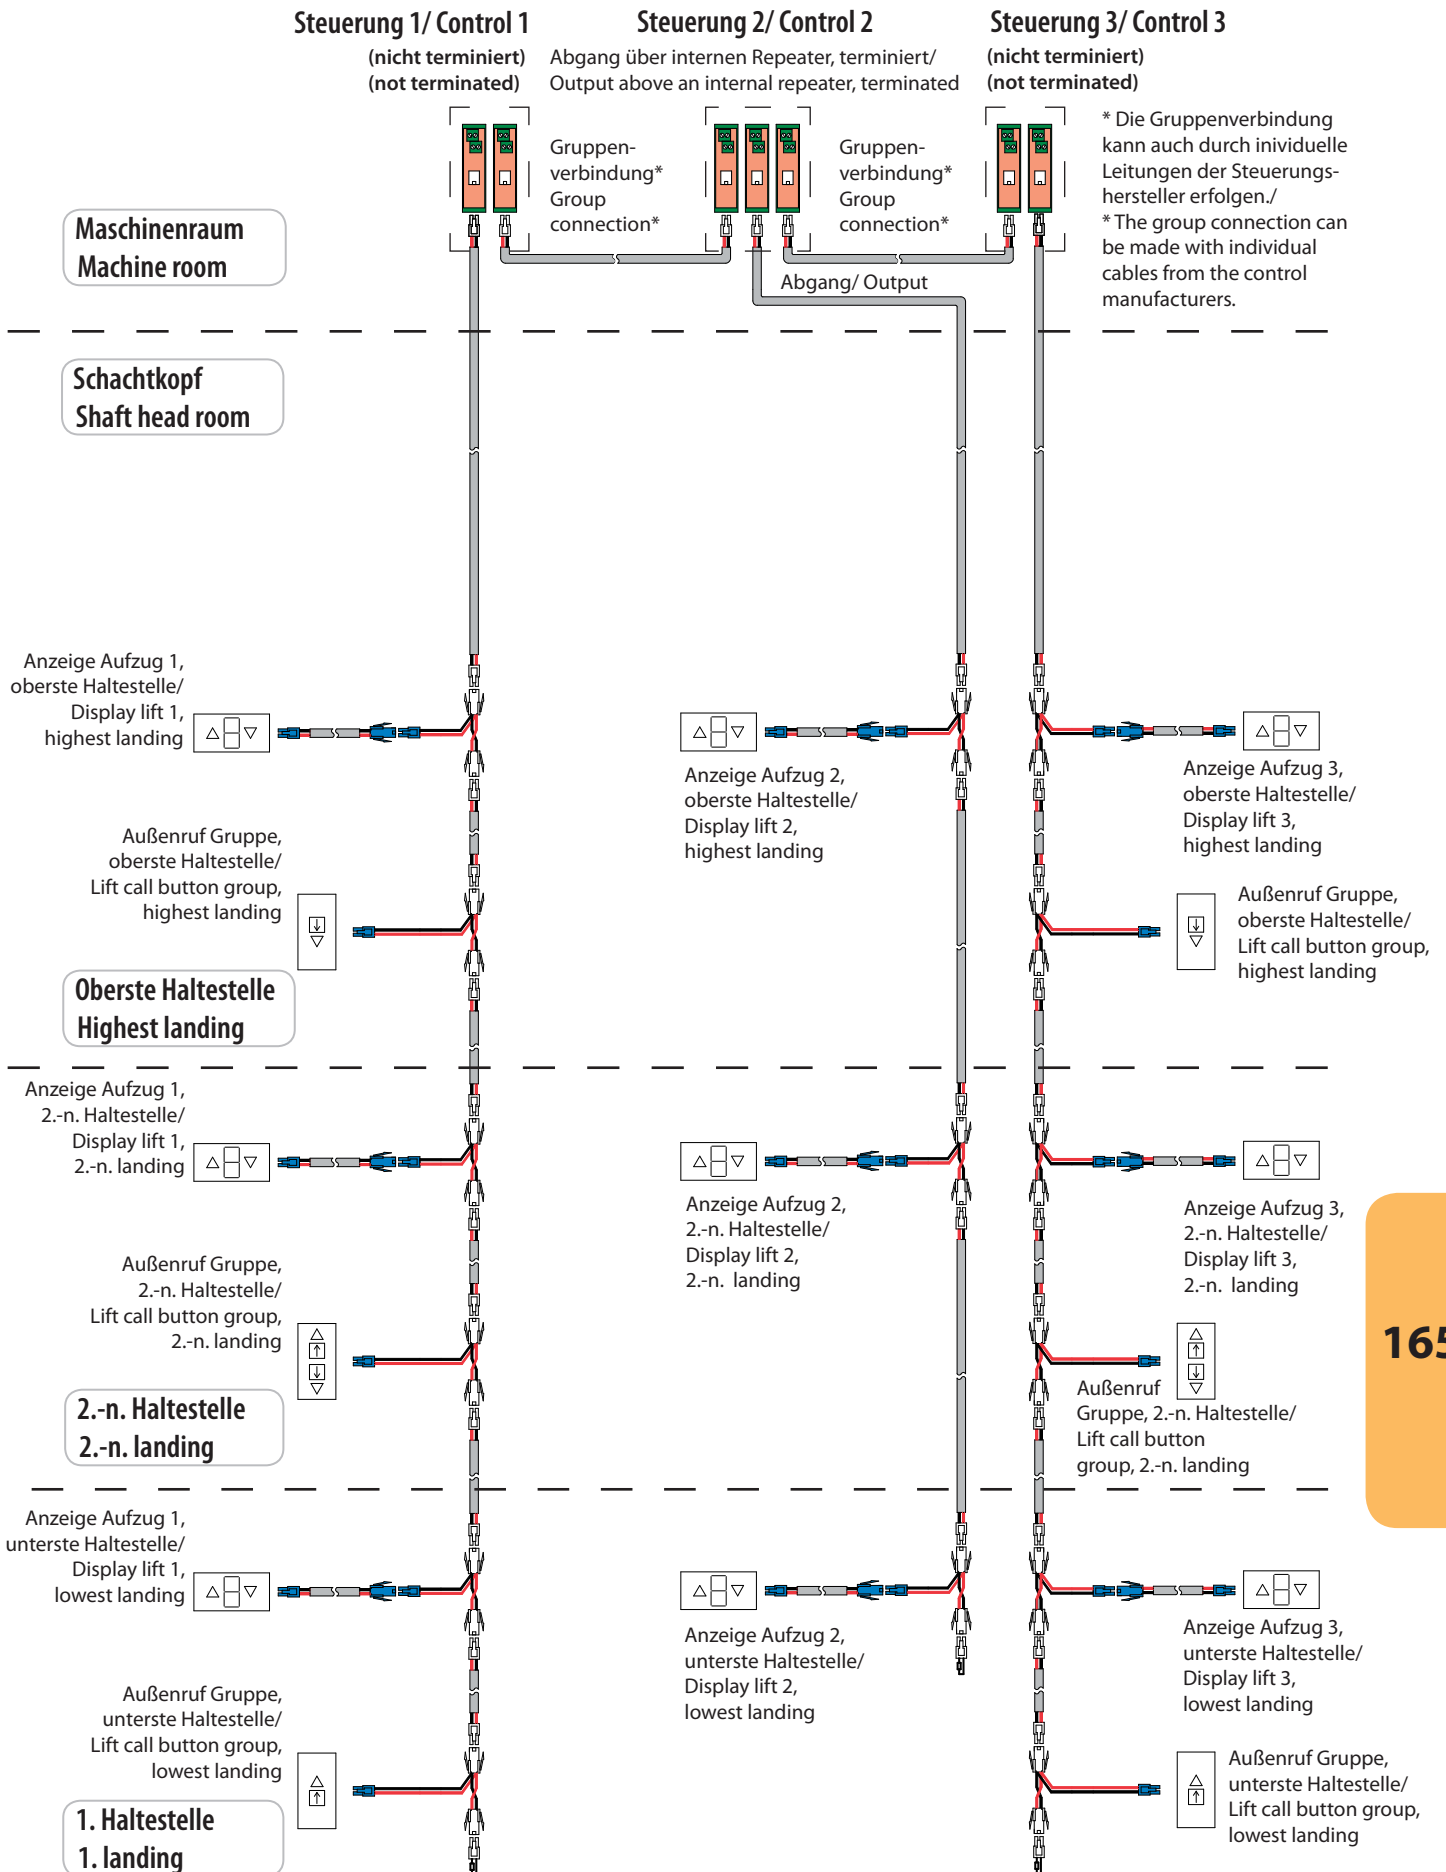 Steuerung 1/ Control 1
(nicht terminiert)
(not terminated)
Steuerung 2/ Control 2
Abgang über internen Repeater, terminiert/
Output above an internal repeater, terminated
Steuerung 3/ Control 3
(nicht terminiert)
(not terminated)
Gruppen-
verbindung*
Group
connection*
Gruppen-
verbindung*
Group
connection*
* Die Gruppenverbindung
kann auch durch inividuelle
Leitungen der Steuerungs-
hersteller erfolgen./
* The group connection can
be made with individual
cables from the control
manufacturers.
Maschinenraum
Machine room
Abgang/ Output
Schachtkopf
Shaft head room
Anzeige Aufzug 1,
oberste Haltestelle/
Display lift 1,
highest landing
Anzeige Aufzug 2,
oberste Haltestelle/
Display lift 2,
highest landing
Anzeige Aufzug 3,
oberste Haltestelle/
Display lift 3,
highest landing
Außenruf Gruppe,
oberste Haltestelle/
Lift call button group,
highest landing
Außenruf Gruppe,
oberste Haltestelle/
Lift call button group,
highest landing
Oberste Haltestelle
Highest landing
Anzeige Aufzug 1,
2.-n. Haltestelle/
Display lift 1,
2.-n. landing
Anzeige Aufzug 2,
2.-n. Haltestelle/
Display lift 2,
2.-n. landing
Anzeige Aufzug 3,
2.-n. Haltestelle/
Display lift 3,
2.-n. landing
Außenruf Gruppe,
2.-n. Haltestelle/
Lift call button group,
2.-n. landing
Außenruf
Gruppe, 2.-n. Haltestelle/
Lift call button
group, 2.-n. landing
165
2.-n. Haltestelle
2.-n. landing
Anzeige Aufzug 1,
unterste Haltestelle/
Display lift 1,
lowest landing
Anzeige Aufzug 2,
unterste Haltestelle/
Display lift 2,
lowest landing
Anzeige Aufzug 3,
unterste Haltestelle/
Display lift 3,
lowest landing
Außenruf Gruppe,
unterste Haltestelle/
Lift call button group,
lowest landing
Außenruf Gruppe,
unterste Haltestelle/
Lift call button group,
lowest landing
1. Haltestelle
1. landing